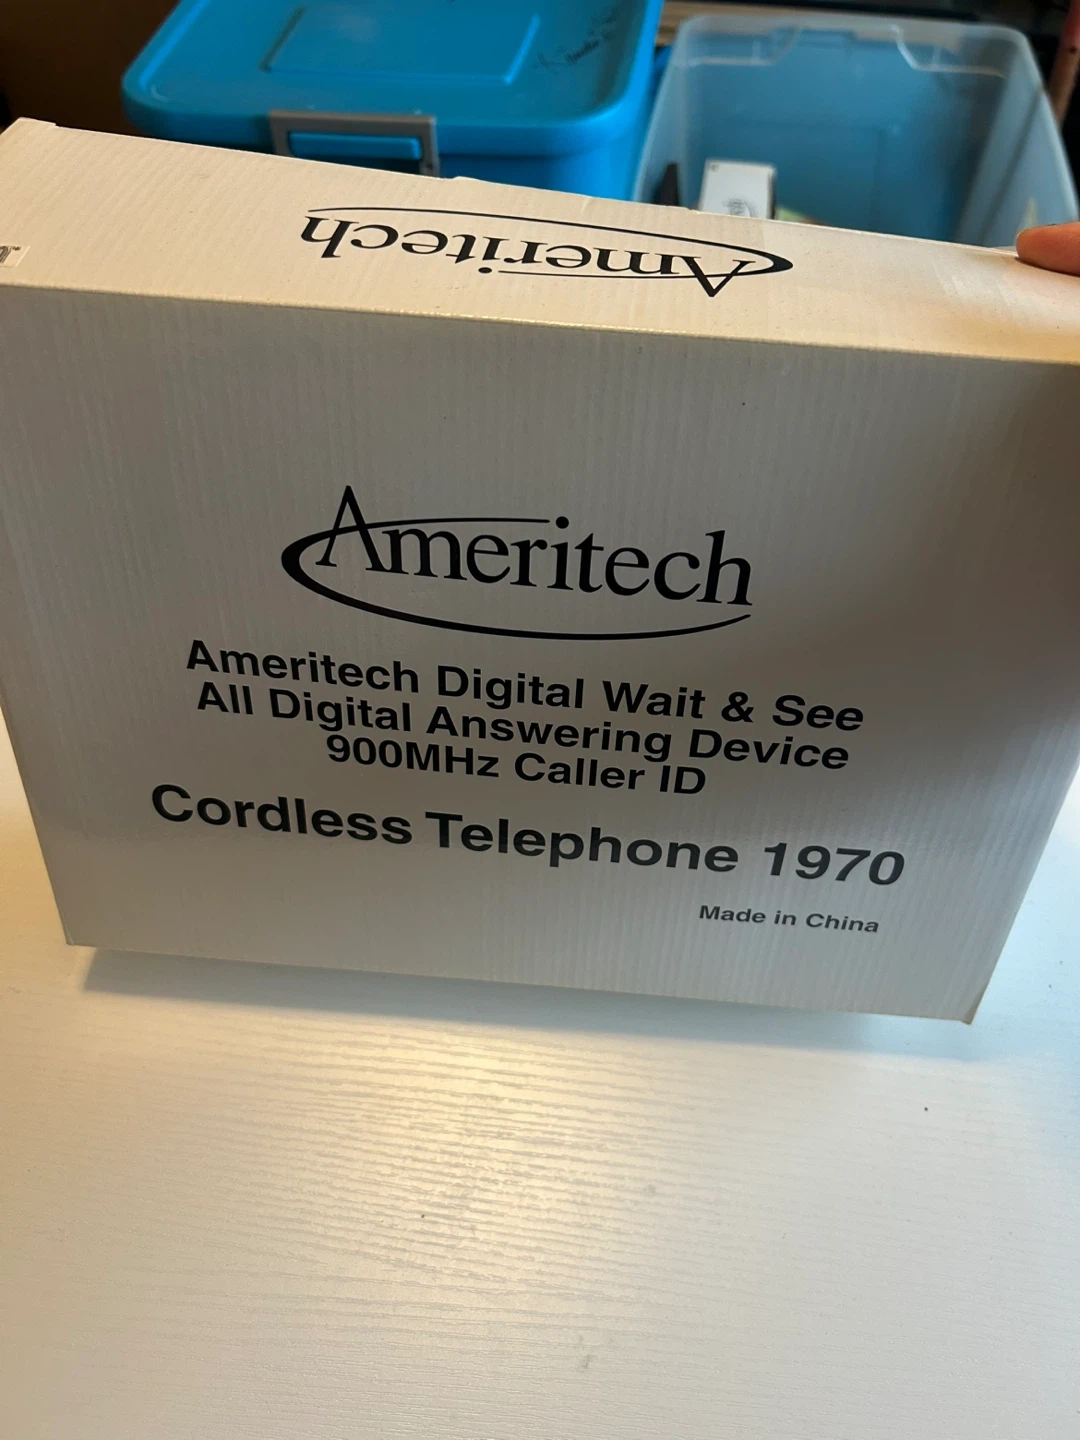 Ameritech
Ameritech
Ameritech Digital Wait & See
All Digital Answering Device
900MHz Caller ID
Cordless Telephone 1970
Made in China